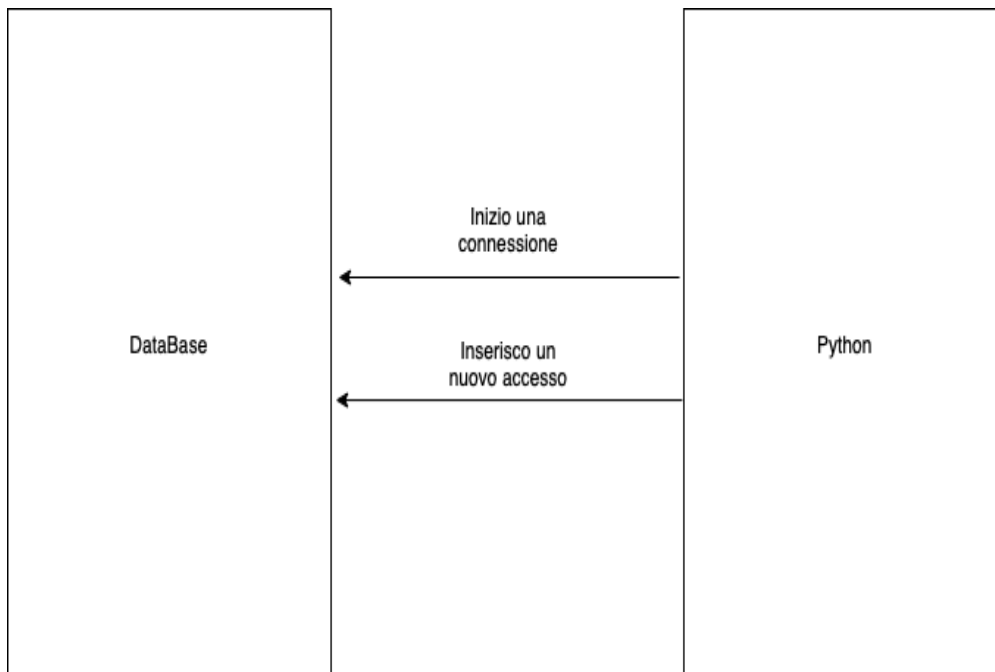 Inizio una
connessione
DataBase
Inserisco un
nuovo accesso
Python